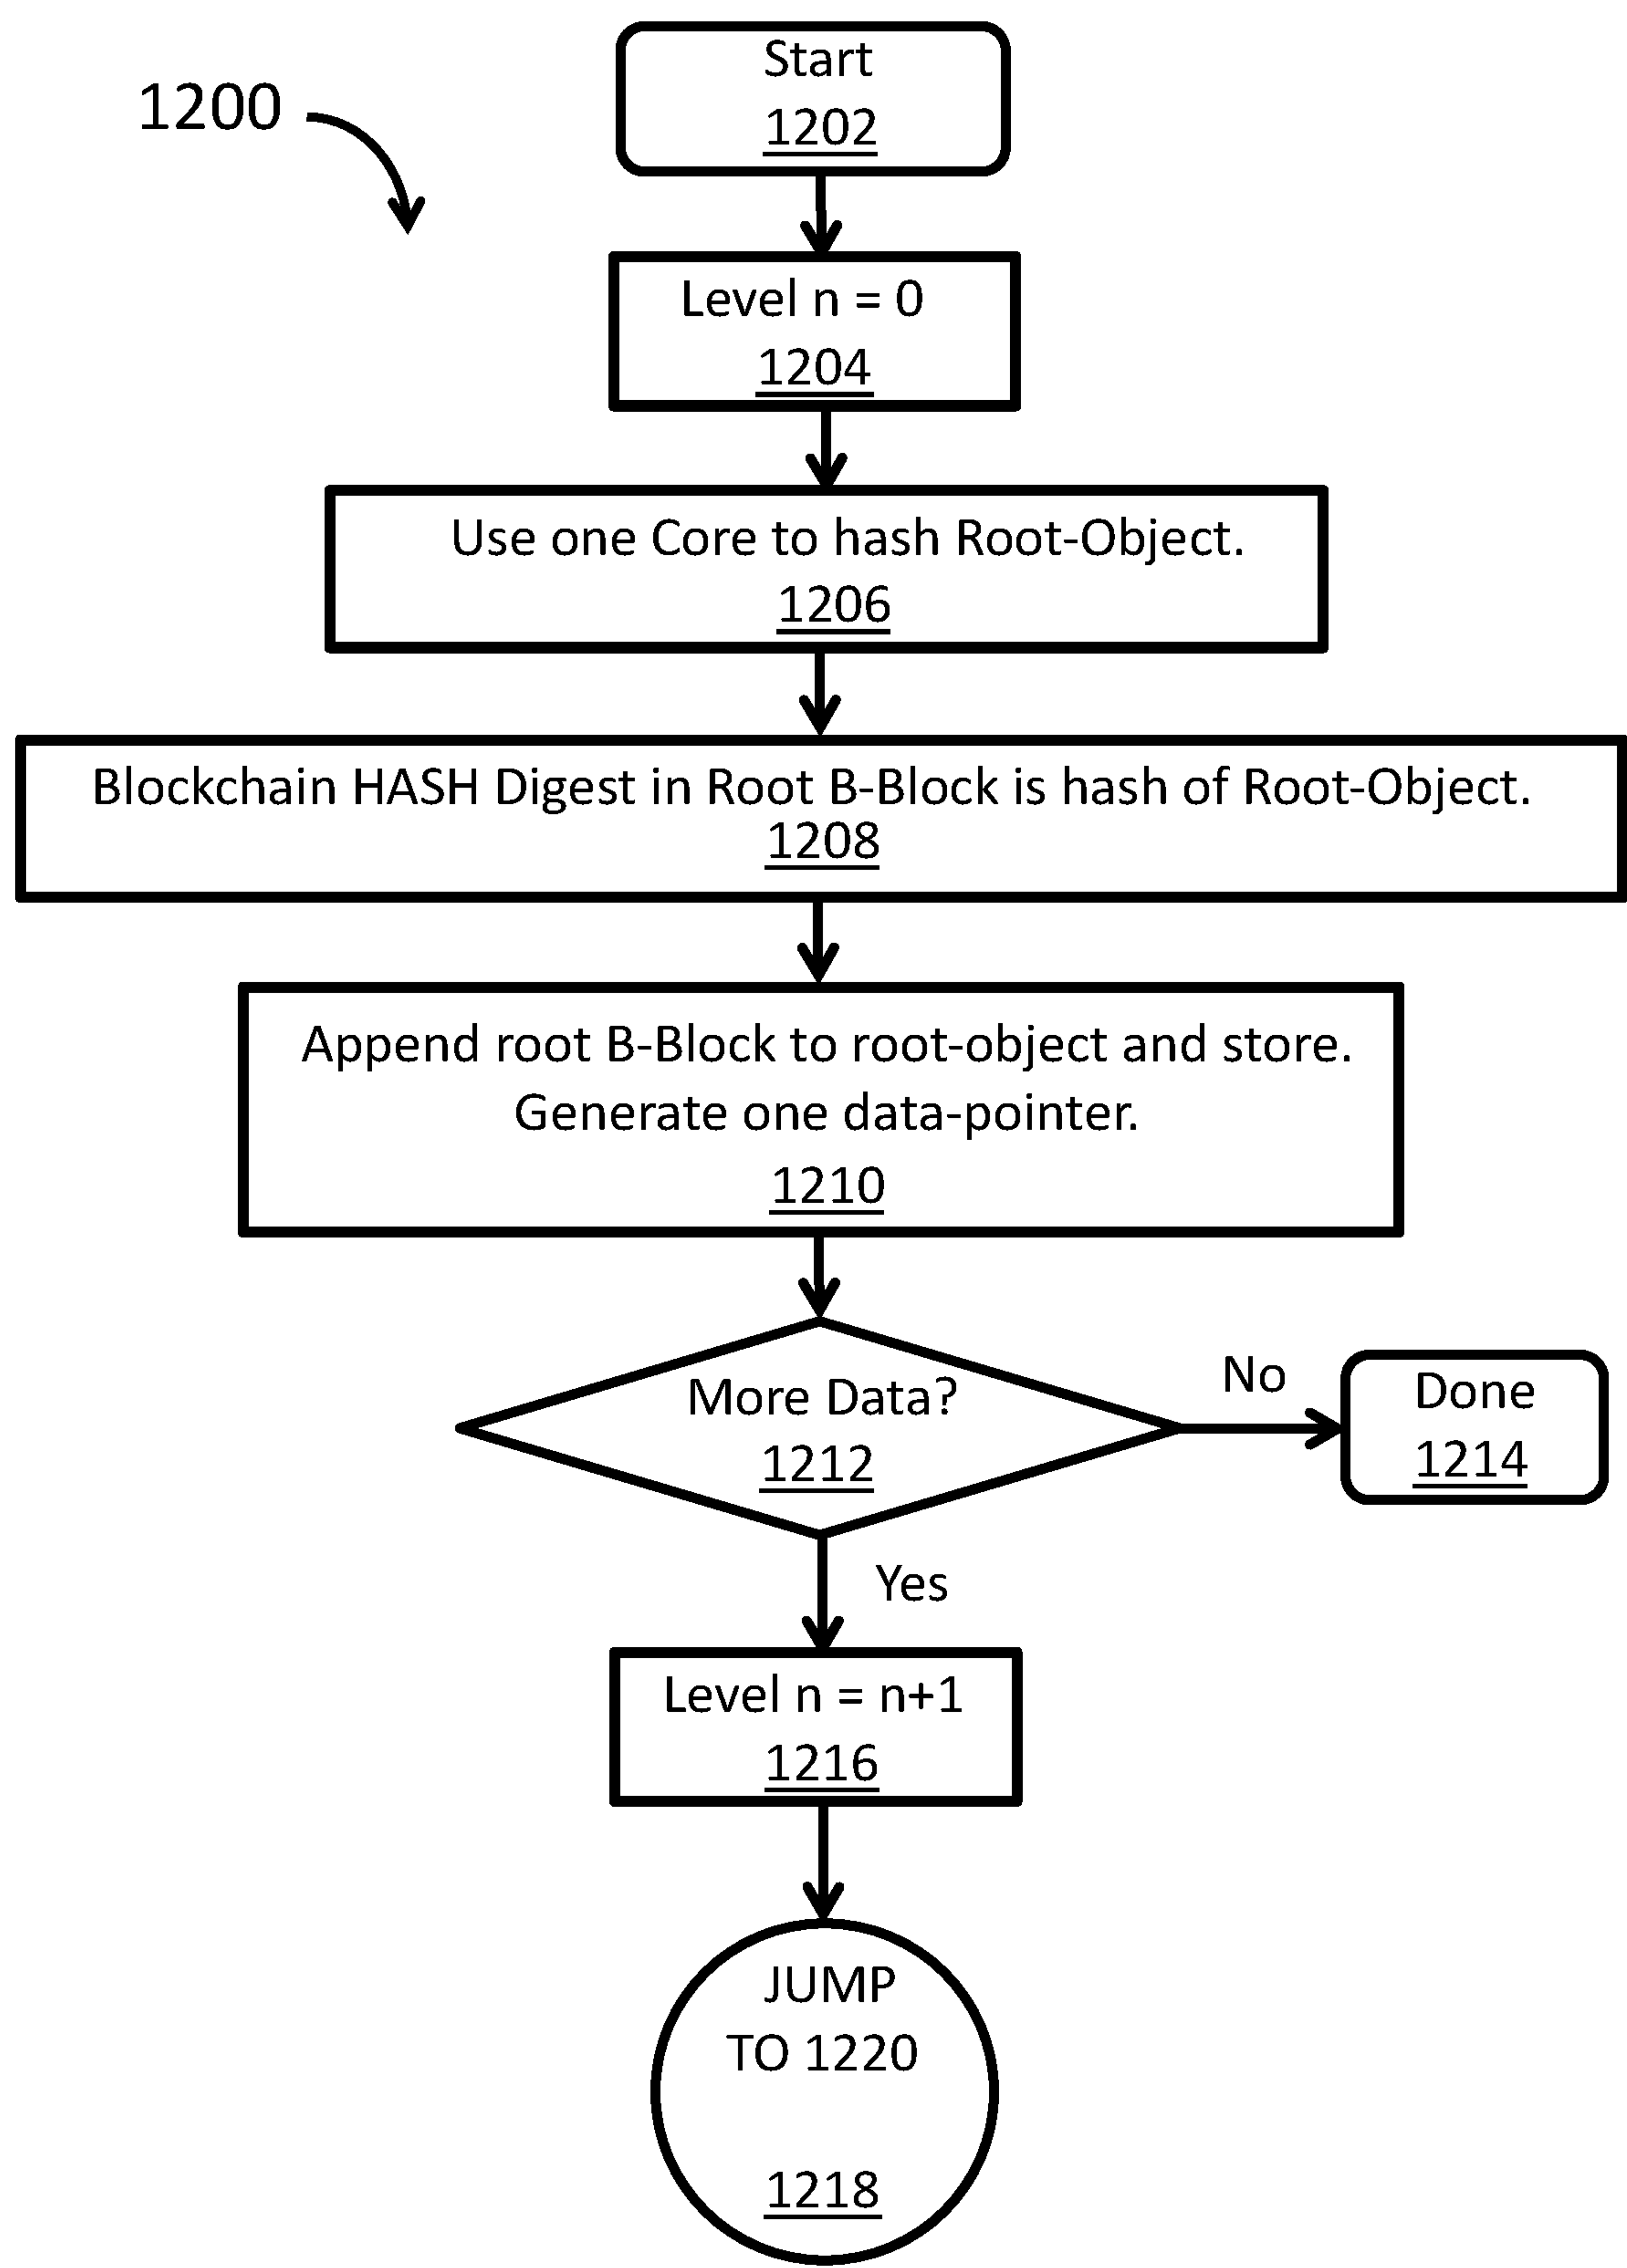 1200
Start
1202
Level n = 0
1204
Use one Core to hash Root-Object.
1206
Blockchain HASH Digest in Root B-Block is hash of Root-Object.
1208
Append root B-Block to root-object and store.
Generate one data-pointer.
1210
More Data?
1212
No
Done
1214
Yes
Level n = n+1
1216
JUMP
TO 1220
1218